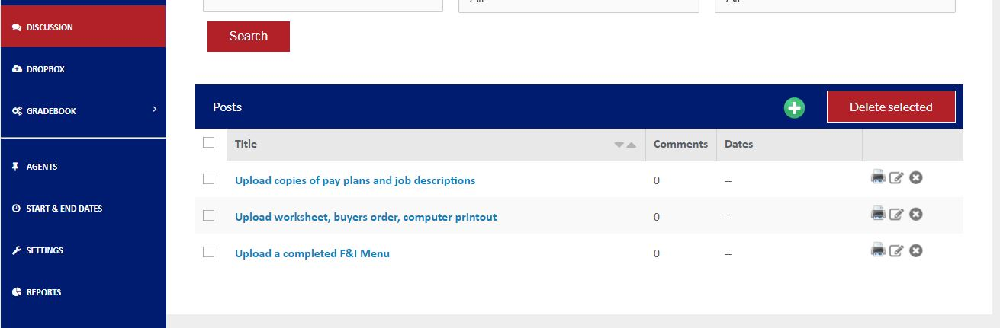 DISCUSSION
DROPBOX
GRADEBOOK
AGENTS
START & END DATES
SETTINGS
REPORTS
Search
Posts
Delete selected
Title Comments Dates
Upload copies of pay plans and job descriptions 0 --
Upload worksheet, buyers order, computer printout 0 --
Upload a completed F&I Menu 0 --